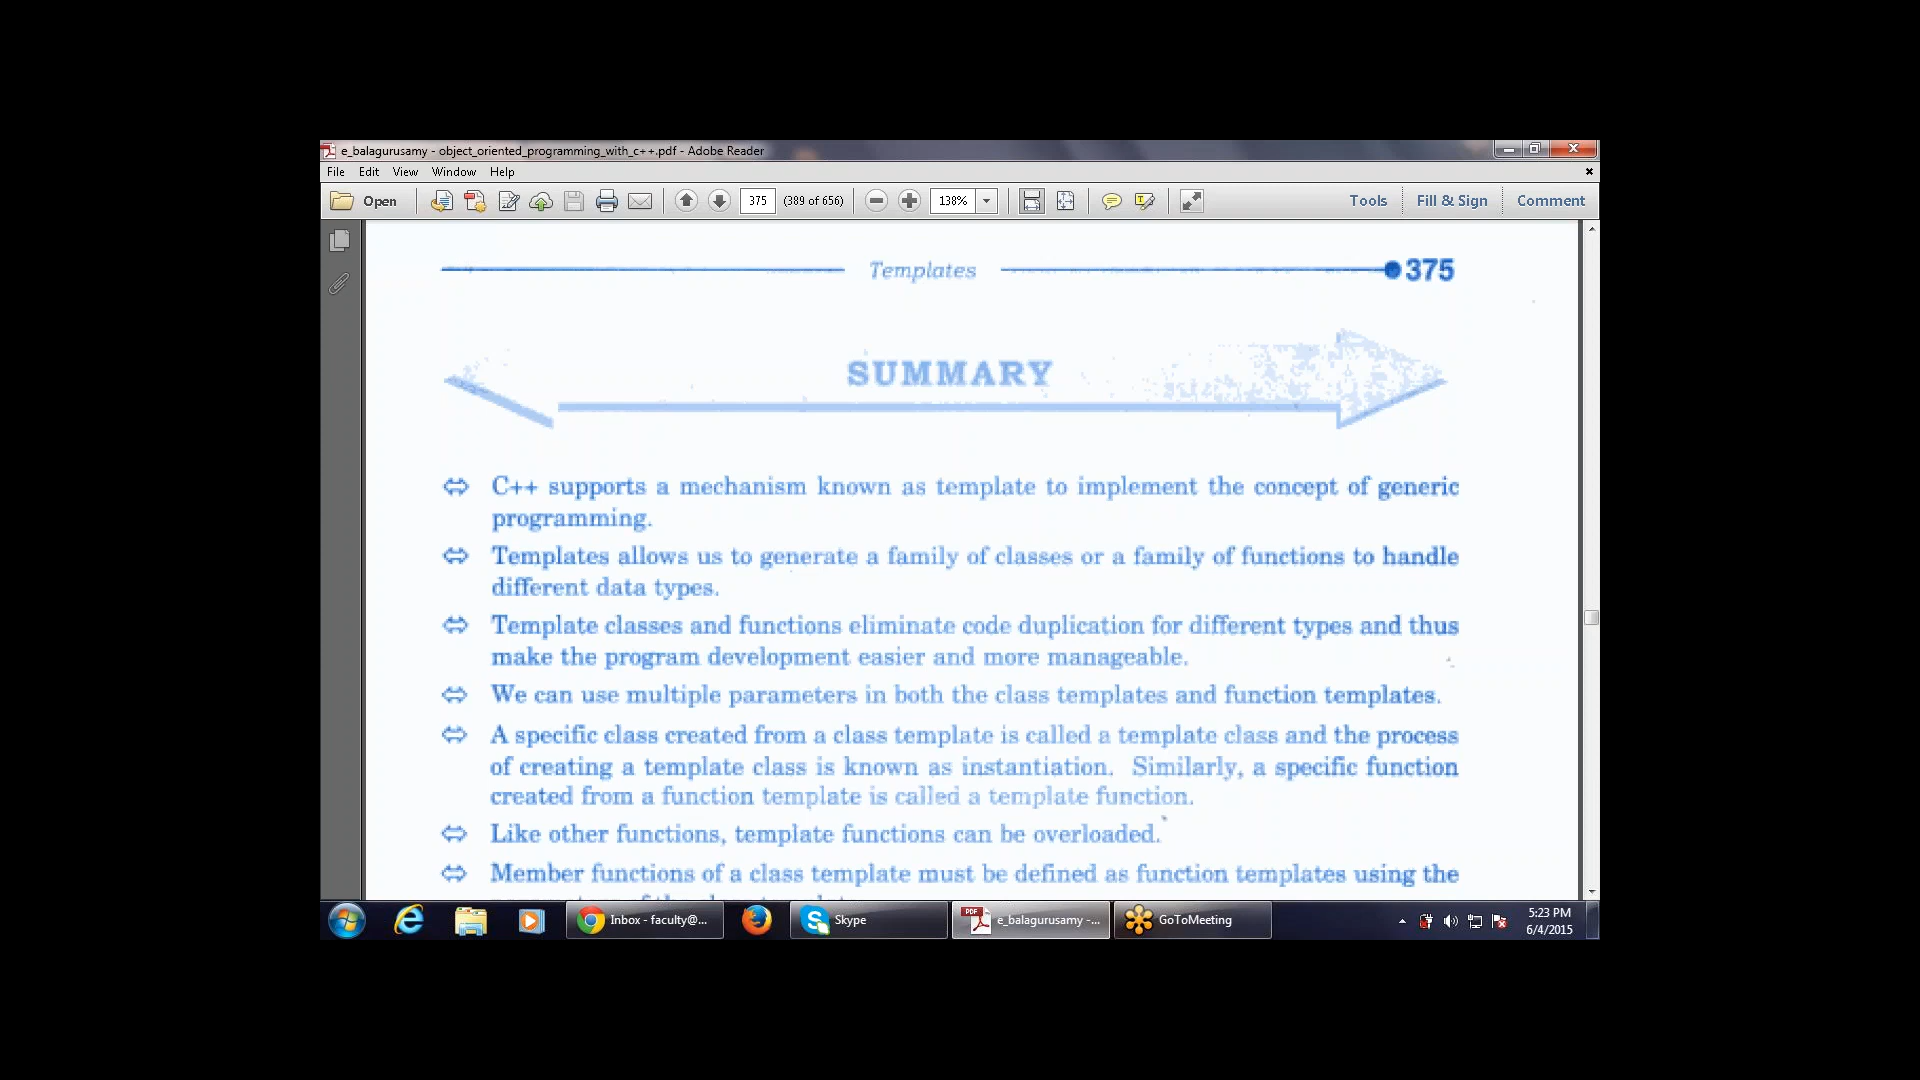 e_balagurusamy - object_oriented_programming_with_c++.pdf - Adobe Reader
File Edit View Window Help
Open 375 (389 of 656) 138% Tools Fill & Sign Comment
Templates 375
SUMMARY
C++ supports a mechanism known as template to implement the concept of generic
programming.
Templates allows us to generate a family of classes or a family of functions to handle
different data types.
Template classes and functions eliminate code duplication for different types and thus
make the program development easier and more manageable.
We can use multiple parameters in both the class templates and function templates.
A specific class created from a class template is called a template class and the process
of creating a template class is known as instantiation. Similarly, a specific function
created from a function template is called a template function.
Like other functions, template functions can be overloaded.
Member functions of a class template must be defined as function templates using the
Inbox - faculty@... Skype e_balagurusamy -... GoToMeeting
5:23 PM
6/4/2015